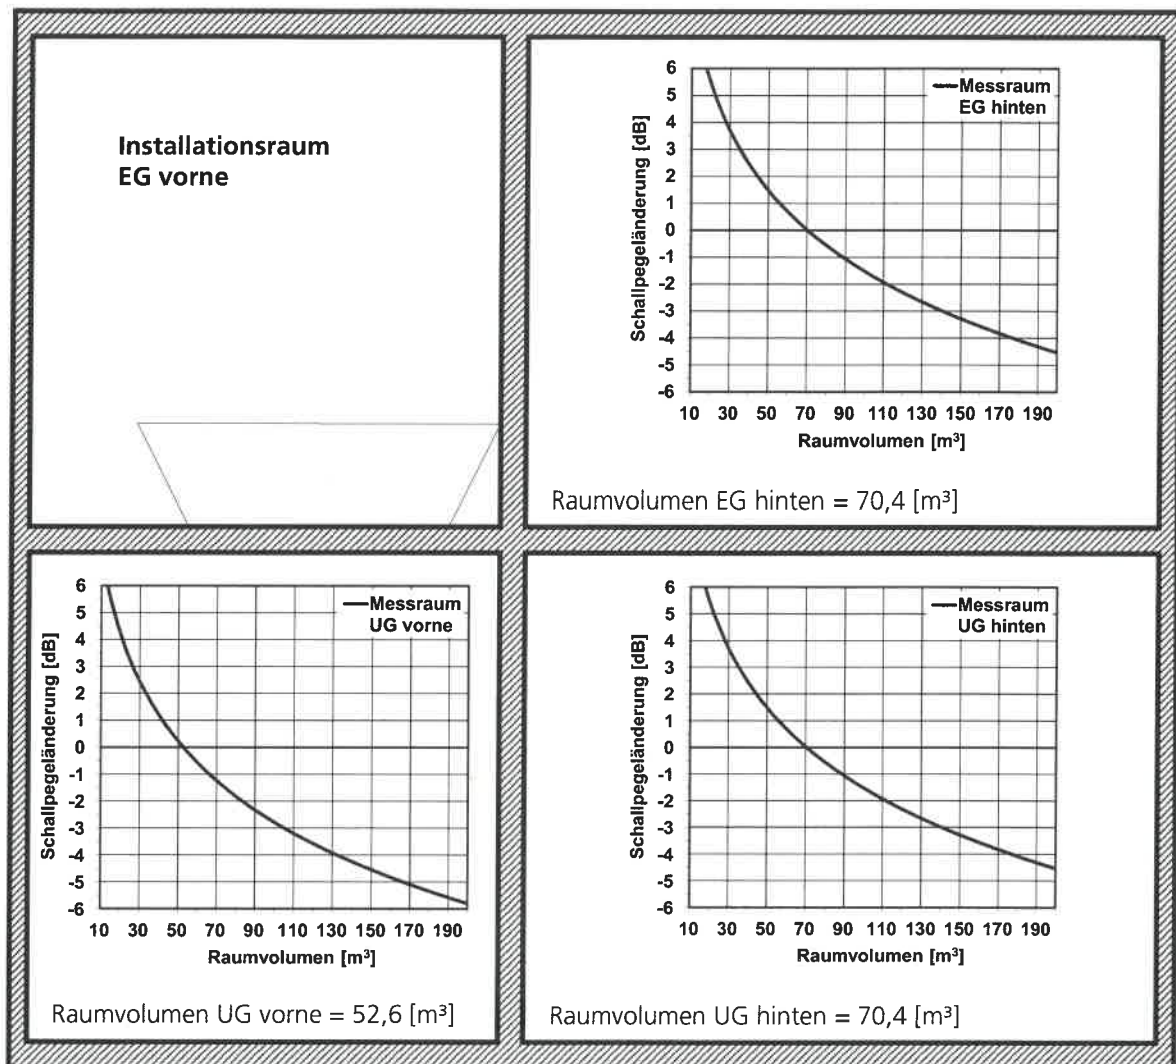 Installationsraum
EG vorne
Schallpegeländerung [dB]
6
5
4
3
2
1
0
-1
-2
-3
-4
-5
-6
Messraum
EG hinten
10 30 50 70 90 110 130 150 170 190
Raumvolumen [m³]
Raumvolumen EG hinten = 70,4 [m³]
Schallpegeländerung [dB]
6
5
4
3
2
1
0
-1
-2
-3
-4
-5
-6
Messraum
UG vorne
10 30 50 70 90 110 130 150 170 190
Raumvolumen [m³]
Raumvolumen UG vorne = 52,6 [m³]
Schallpegeländerung [dB]
6
5
4
3
2
1
0
-1
-2
-3
-4
-5
-6
Messraum
UG hinten
10 30 50 70 90 110 130 150 170 190
Raumvolumen [m³]
Raumvolumen UG hinten = 70,4 [m³]